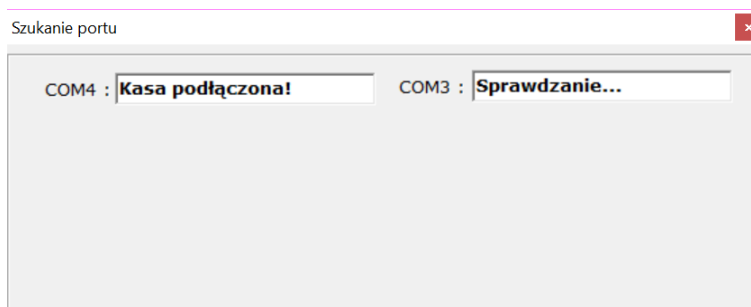 Szukanie portu
COM4 : Kasa podłączona! COM3 : Sprawdzanie...